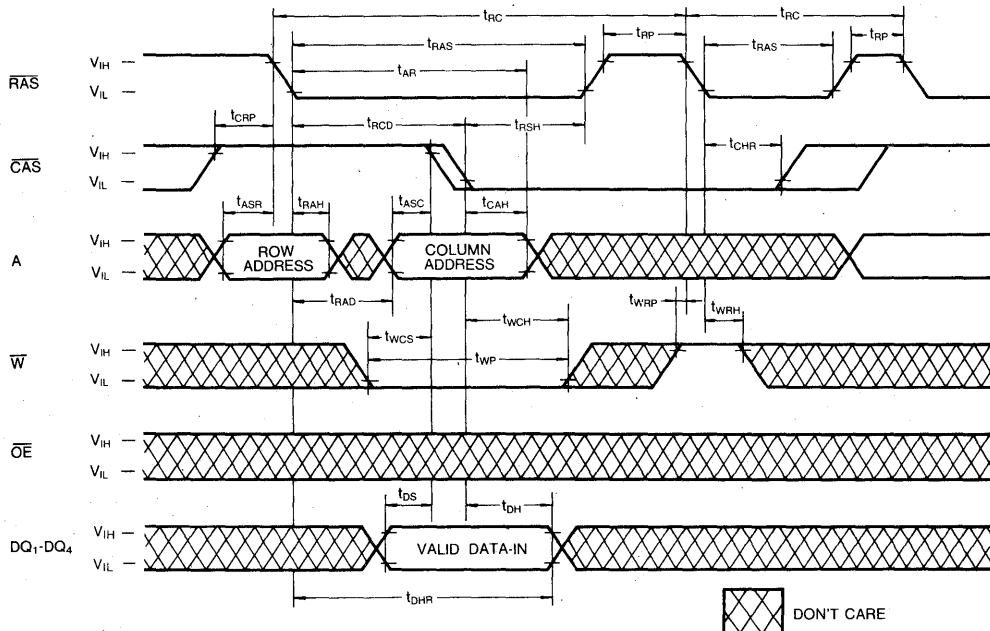 tRC tRC
tRAS tRP tRAS tRP
tAR
RAS VIH
VIL
tCRP tRCD tRSH tCHR
CAS VIH
VIL
tASR tRAH tASC tCAH
A VIH ROW ADDRESS COLUMN ADDRESS
VIL
tRAD tWRP tWRH
tWCS tWCH
tWP
W VIH
VIL
OE VIH
VIL
tDS tDH
DQ1-DQ4 VIH VALID DATA-IN
VIL
tDHR
DON'T CARE